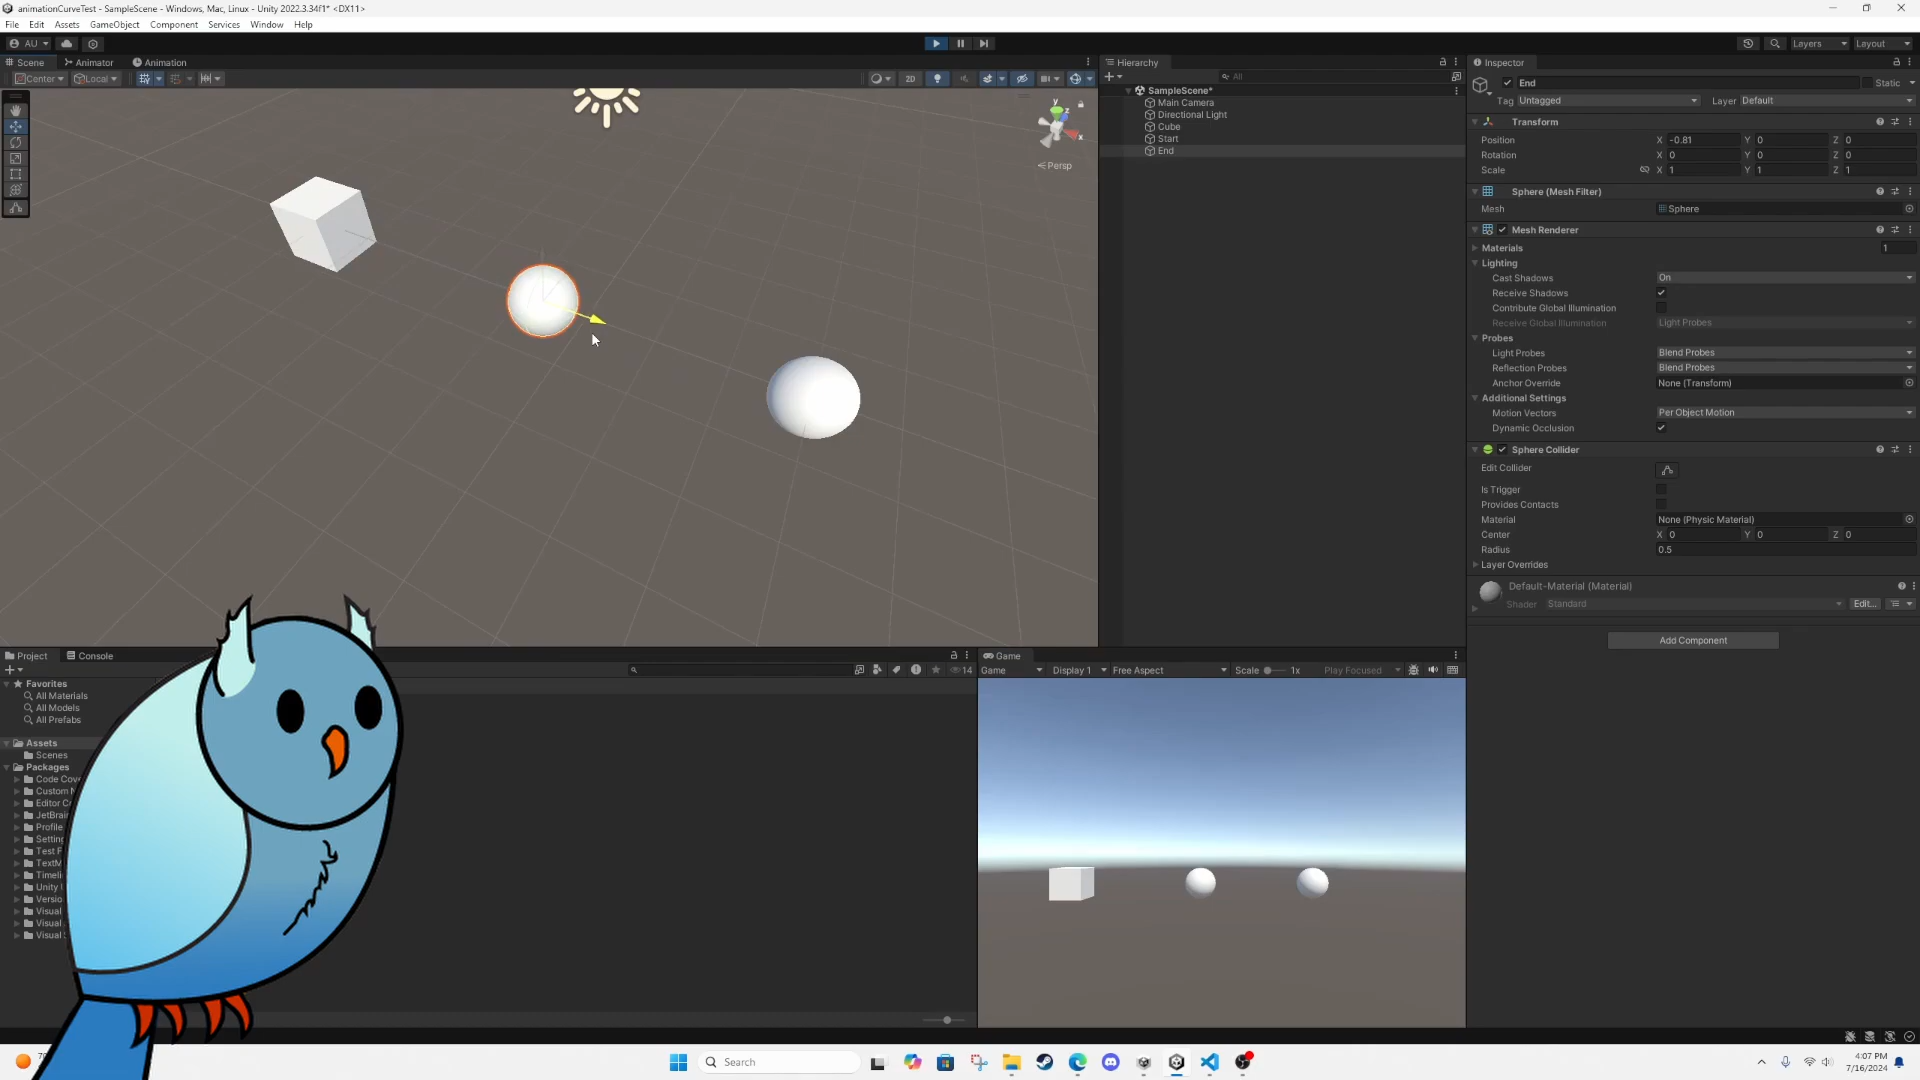 animationCurveTest - SampleScene - Windows, Mac, Linux - Unity 2022.3.34f1* <DX11>
File Edit Assets GameObject Component Services Window Help
AU
Layers Layout
Scene Animator Animation
Center Local 2D
y z x
Persp
Hierarchy
All
SampleScene*
Main Camera
Directional Light
Cube
Start
End
Inspector
End Static
Tag Untagged Layer Default
Transform
Position X -0.81 Y 0 Z 0
Rotation X 0 Y 0 Z 0
Scale X 1 Y 1 Z 1
Sphere (Mesh Filter)
Mesh Sphere
Mesh Renderer
Materials 1
Lighting
Cast Shadows On
Receive Shadows
Contribute Global Illumination
Receive Global Illumination Light Probes
Probes
Light Probes Blend Probes
Reflection Probes Blend Probes
Anchor Override None (Transform)
Additional Settings
Motion Vectors Per Object Motion
Dynamic Occlusion
Sphere Collider
Edit Collider
Is Trigger
Provides Contacts
Material None (Physic Material)
Center X 0 Y 0 Z 0
Radius 0.5
Layer Overrides
Default-Material (Material)
Shader Standard Edit...
Add Component
Project Console
14
Favorites
All Materials
All Models
All Prefabs
Assets
Scenes
Packages
Code Cov
Custom
Editor C
JetBrai
Profile
Setting
Test F
TextM
Timeli
Unity
Versio
Visual
Visual
Visual
Game
Game Display 1 Free Aspect Scale 1x Play Focused
Search
4:07 PM
7/16/2024